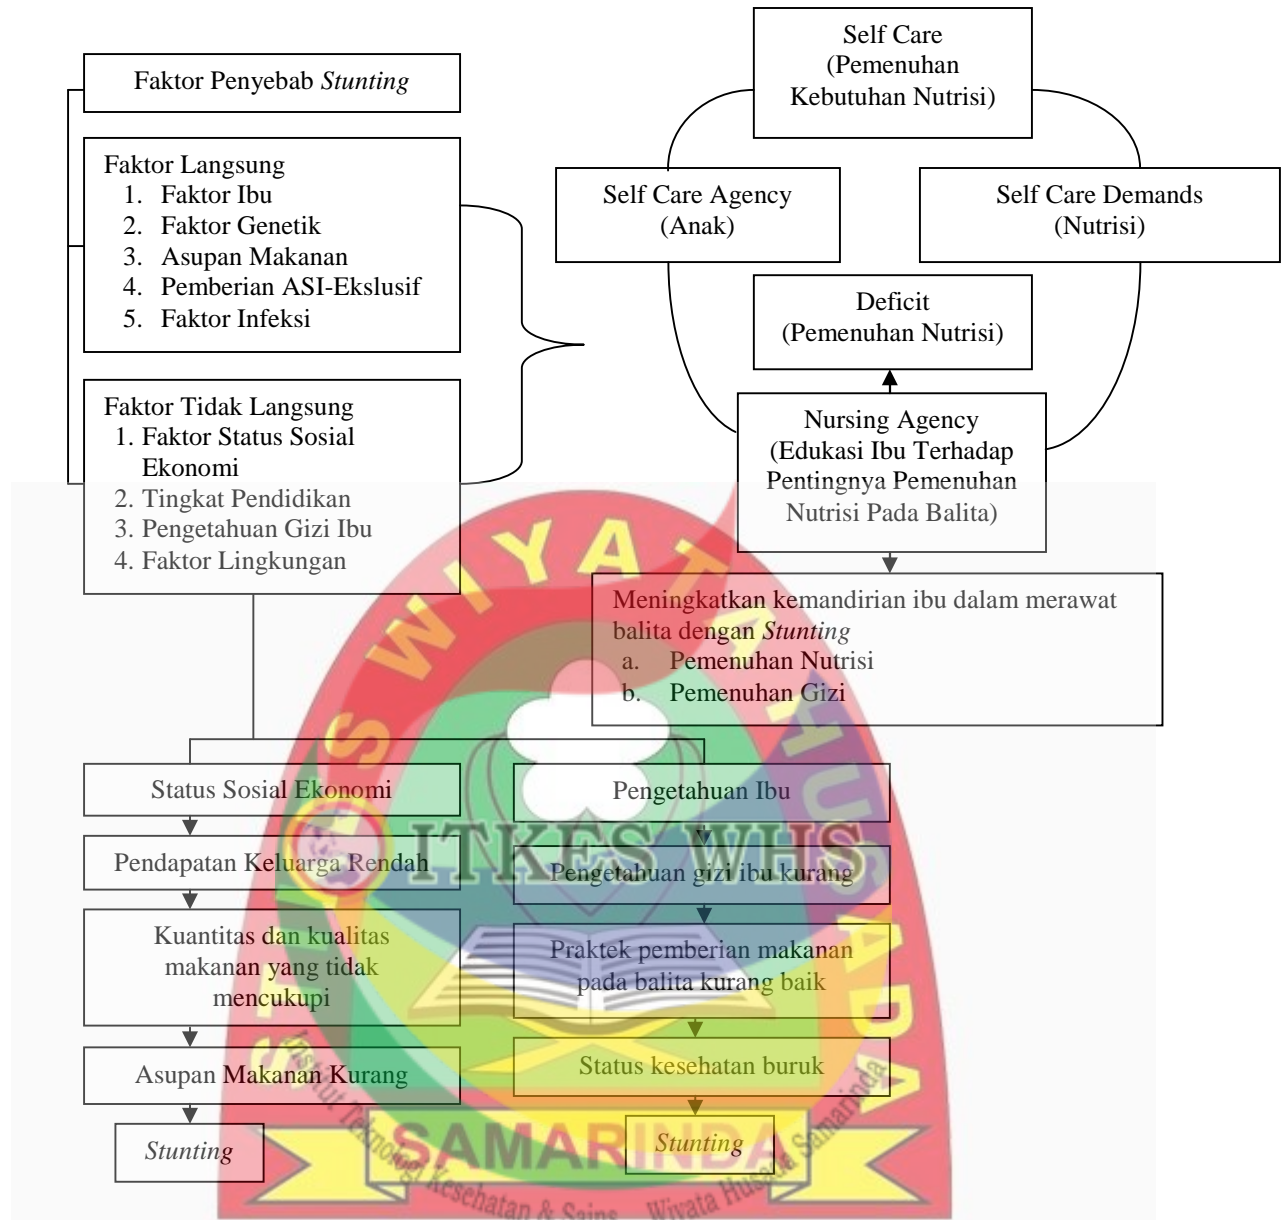 Faktor Penyebab Stunting
Faktor Langsung
1. Faktor Ibu
2. Faktor Genetik
3. Asupan Makanan
4. Pemberian ASI-Ekslusif
5. Faktor Infeksi
Faktor Tidak Langsung
1. Faktor Status Sosial
Ekonomi
2. Tingkat Pendidikan
3. Pengetahuan Gizi Ibu
4. Faktor Lingkungan
Self Care
(Pemenuhan
Kebutuhan Nutrisi)
Self Care Agency
(Anak)
Self Care Demands
(Nutrisi)
Deficit
(Pemenuhan Nutrisi)
Nursing Agency
(Edukasi Ibu Terhadap
Pentingnya Pemenuhan
Nutrisi Pada Balita)
Meningkatkan kemandirian ibu dalam merawat
balita dengan Stunting
a. Pemenuhan Nutrisi
b. Pemenuhan Gizi
Status Sosial Ekonomi
Pendapatan Keluarga Rendah
Kuantitas dan kualitas
makanan yang tidak
mencukupi
Asupan Makanan Kurang
Stunting
Pengetahuan Ibu
Pengetahuan gizi ibu kurang
Praktek pemberian makanan
pada balita kurang baik
Status kesehatan buruk
Stunting
WIYATA HUSADA
ITKES WHS
SAMARINDA
Institut Teknologi Kesehatan & Sains Wiyata Husada Samarinda